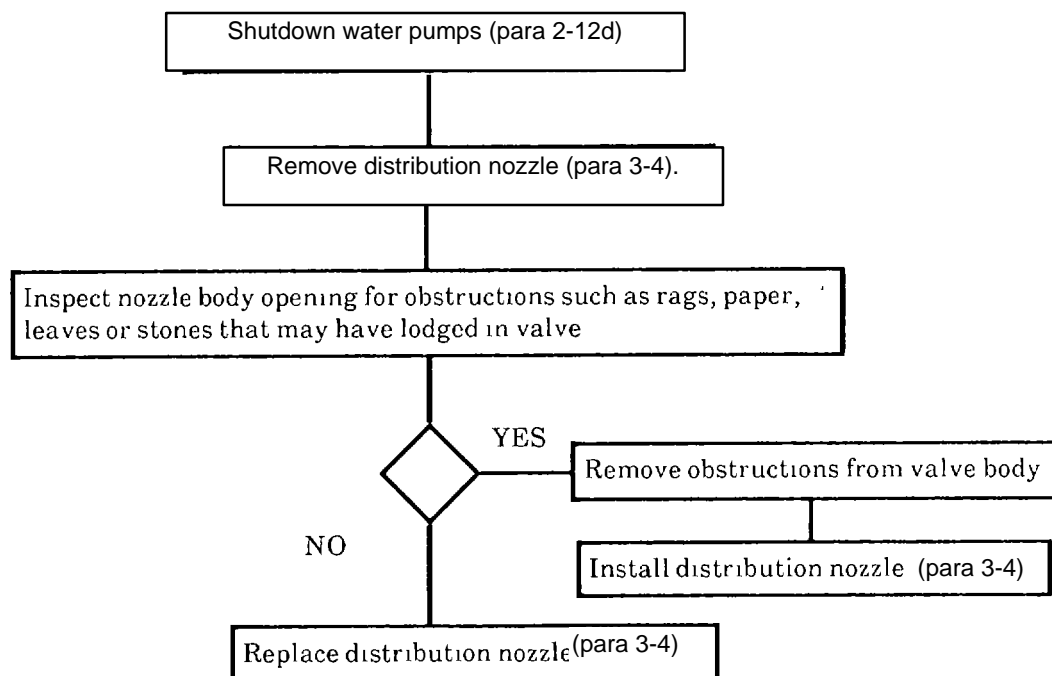 Shutdown water pumps (para 2-12d)
Remove distribution nozzle (para 3-4).
Inspect nozzle body opening for obstructions such as rags, paper,
leaves or stones that may have lodged in valve
YES
Remove obstructions from valve body
NO
Install distribution nozzle (para 3-4)
Replace distribution nozzle (para 3-4)